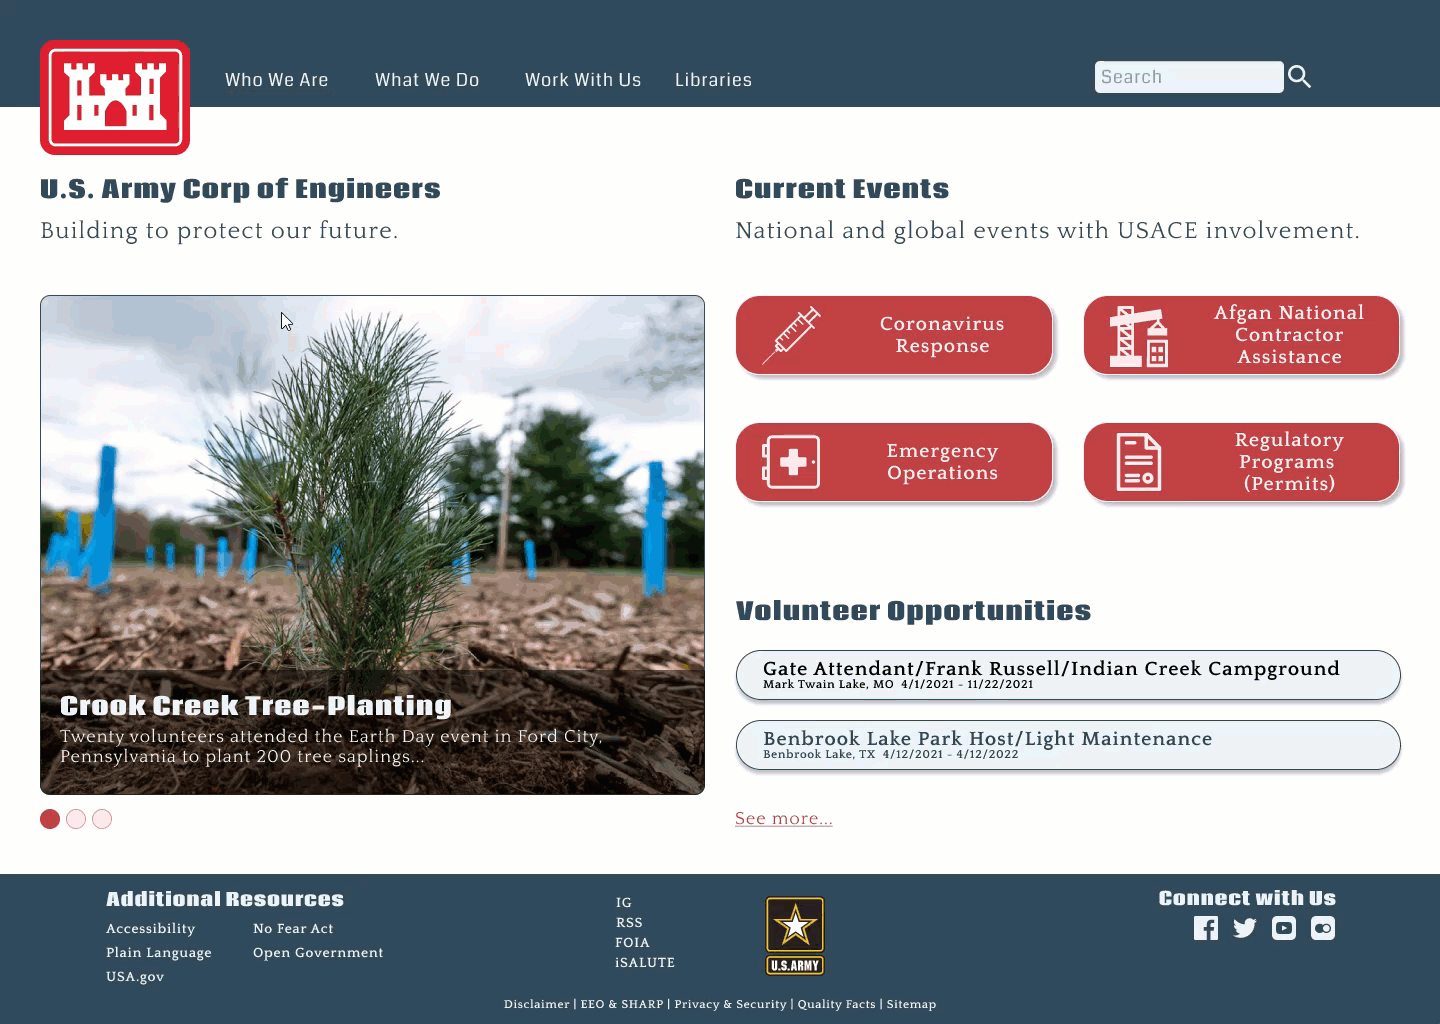 Who We Are
What We Do
Work With Us
Libraries
Search
U.S. Army Corp of Engineers
Building to protect our future.
Crook Creek Tree-Planting
Twenty volunteers attended the Earth Day event in Ford City,
Pennsylvania to plant 200 tree saplings...
Current Events
National and global events with USACE involvement.
Coronavirus
Response
Afgan National
Contractor
Assistance
Emergency
Operations
Regulatory
Programs
(Permits)
Volunteer Opportunities
Gate Attendant/Frank Russell/Indian Creek Campground
Mark Twain Lake, MO 4/1/2021 - 11/22/2021
Benbrook Lake Park Host/Light Maintenance
Benbrook Lake, TX 4/12/2021 - 4/12/2022
See more...
Additional Resources
Accessibility
No Fear Act
Plain Language
Open Government
USA.gov
IG
RSS
FOIA
iSALUTE
U.S.ARMY
Connect with Us
Disclaimer | EEO & SHARP | Privacy & Security | Quality Facts | Sitemap